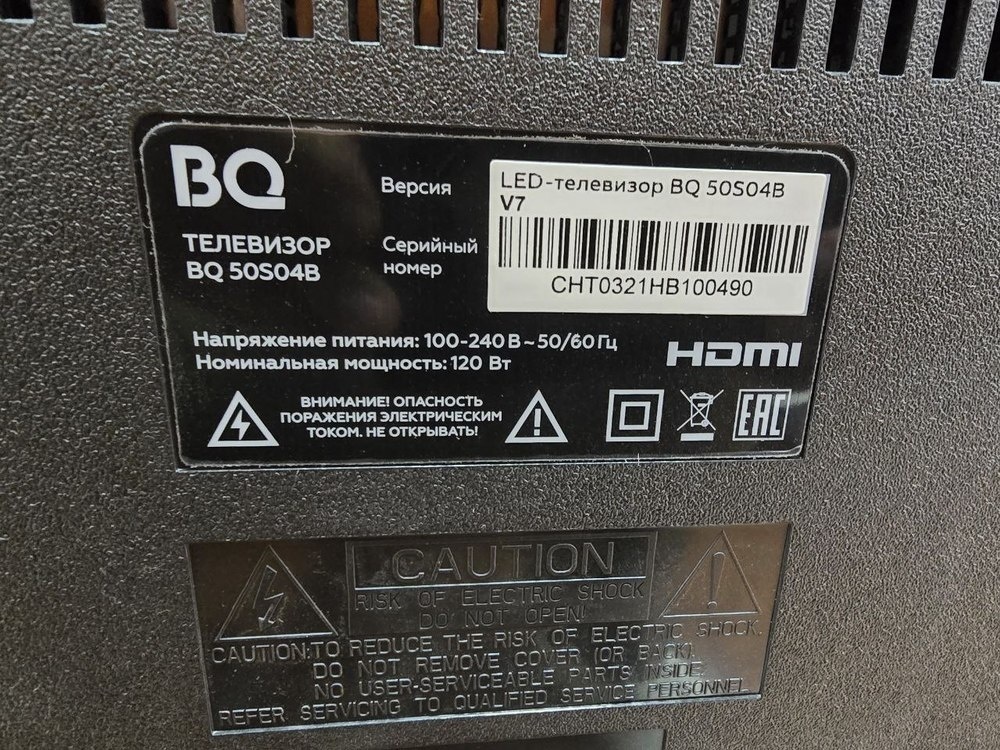 BQ
ТЕЛЕВИЗОР
BQ 50S04B
Версия
LED-телевизор BQ 50S04B
V7
Серийный
номер
CHT0321HB100490
Напряжение питания: 100-240 В ~ 50/60 Гц
Номинальная мощность: 120 Вт
HDMI
ВНИМАНИЕ! ОПАСНОСТЬ
ПОРАЖЕНИЯ ЭЛЕКТРИЧЕСКИМ
ТОКОМ. НЕ ОТКРЫВАТЬ!
EAC
CAUTION
RISK OF ELECTRIC SHOCK
DO NOT OPEN!
CAUTION:TO REDUCE THE RISK OF ELECTRIC SHOCK.
DO NOT REMOVE COVER (OR BACK).
NO USER-SERVICEABLE PARTS INSIDE.
REFER SERVICING TO QUALIFIED SERVICE PERSONNEL